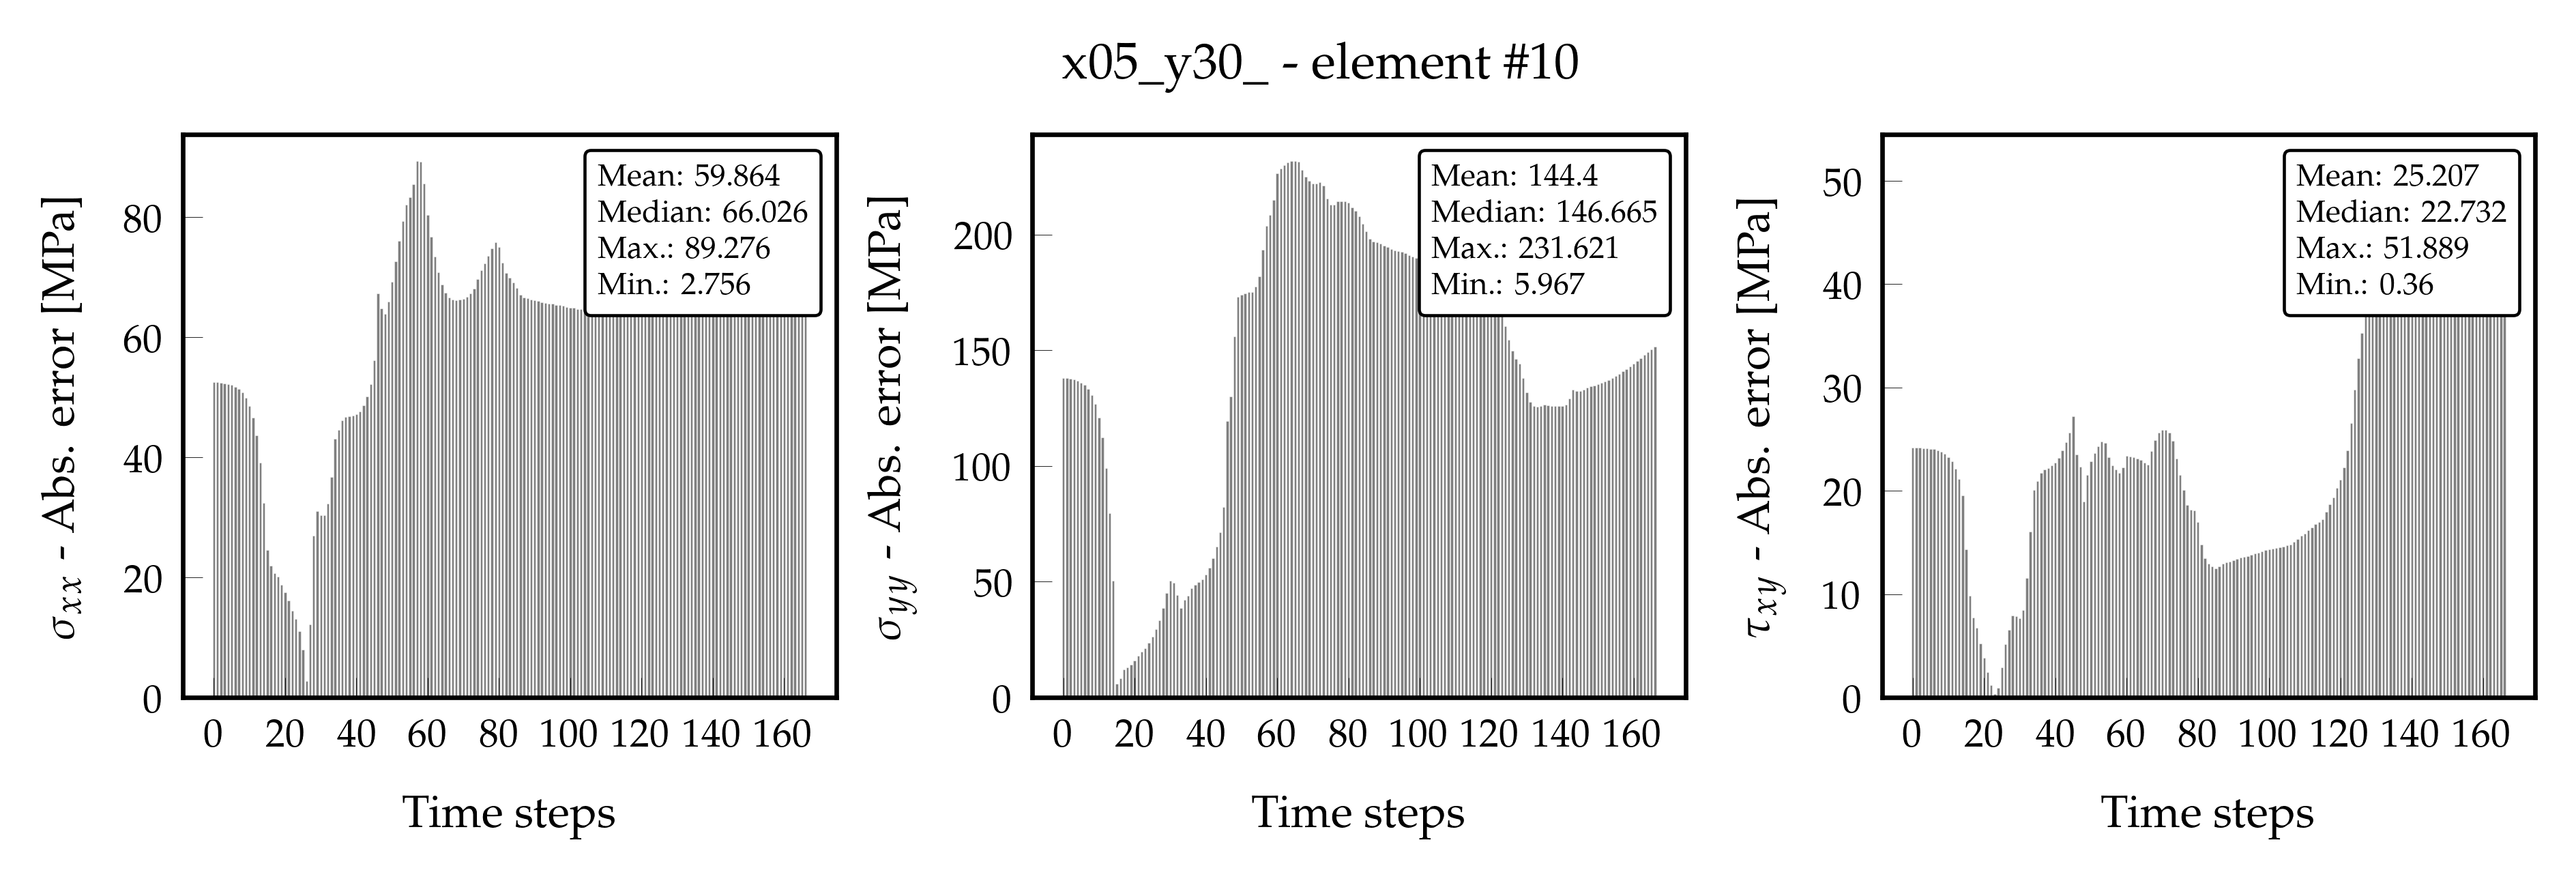 x05_y30_ - element #10
σxx - Abs. error [MPa]
80
60
40
20
0
Mean: 59.864
Median: 66.026
Max.: 89.276
Min.: 2.756
0 20 40 60 80 100 120 140 160
Time steps
σyy - Abs. error [MPa]
200
150
100
50
0
Mean: 144.4
Median: 146.665
Max.: 231.621
Min.: 5.967
0 20 40 60 80 100 120 140 160
Time steps
τxy - Abs. error [MPa]
50
40
30
20
10
0
Mean: 25.207
Median: 22.732
Max.: 51.889
Min.: 0.36
0 20 40 60 80 100 120 140 160
Time steps